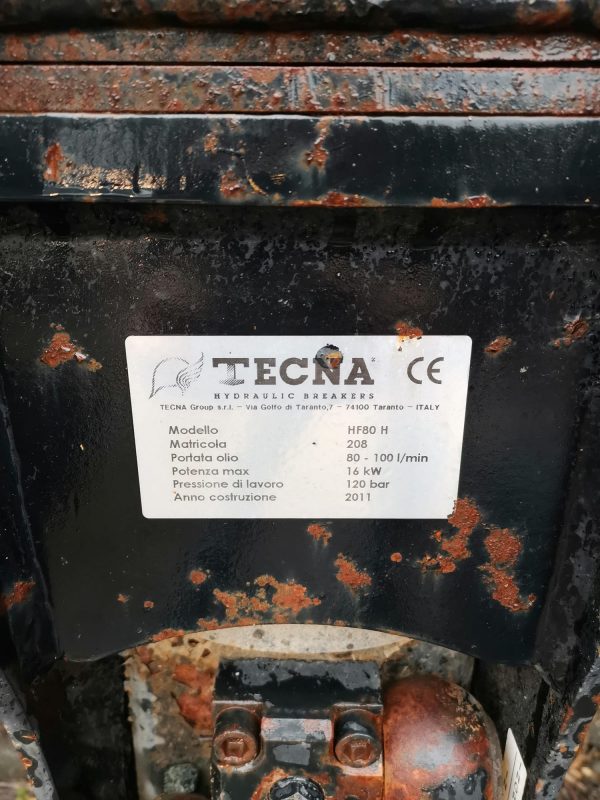 TECNA CE
HYDRAULIC BREAKERS
TECNA Group s.r.l. – Via Golfo di Taranto,7 – 74100 Taranto – ITALY
Modello HF80 H
Matricola 208
Portata olio 80 - 100 l/min
Potenza max 16 kW
Pressione di lavoro 120 bar
Anno costruzione 2011